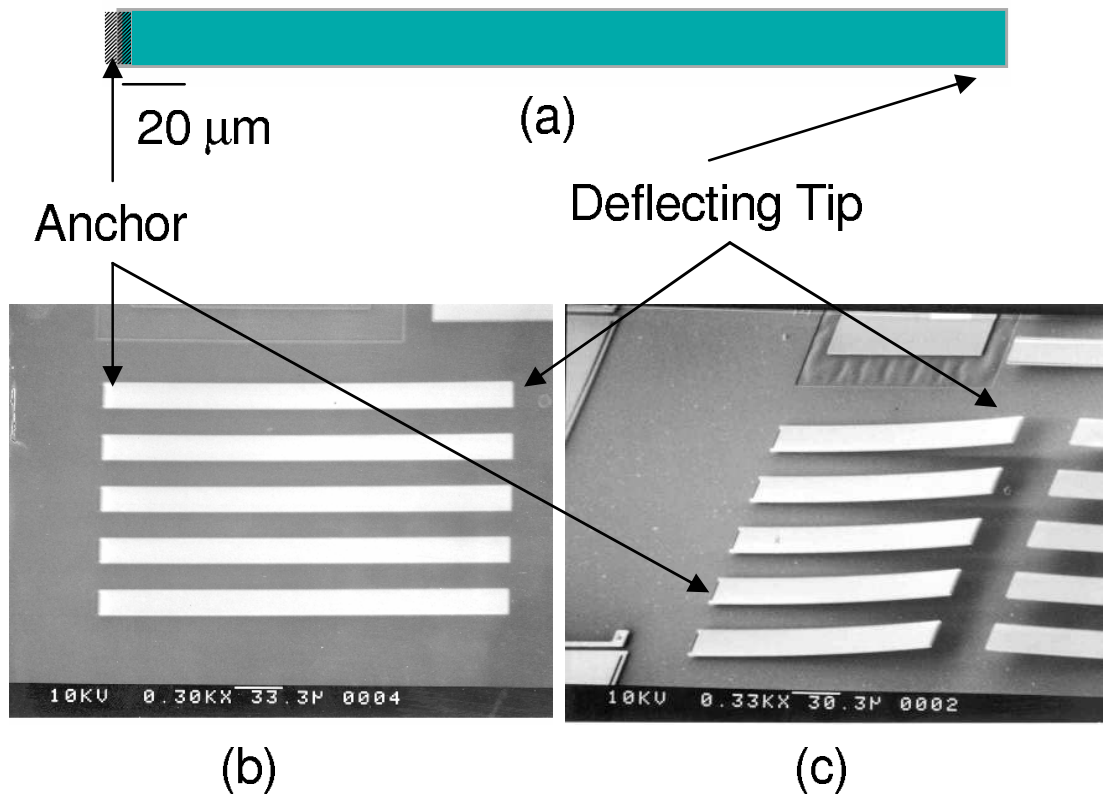 20 μm
(a)
Anchor
Deflecting Tip
10KV 0.30KX 33.3μ 0004
10KV 0.33KX 30.3μ 0002
(b)
(c)